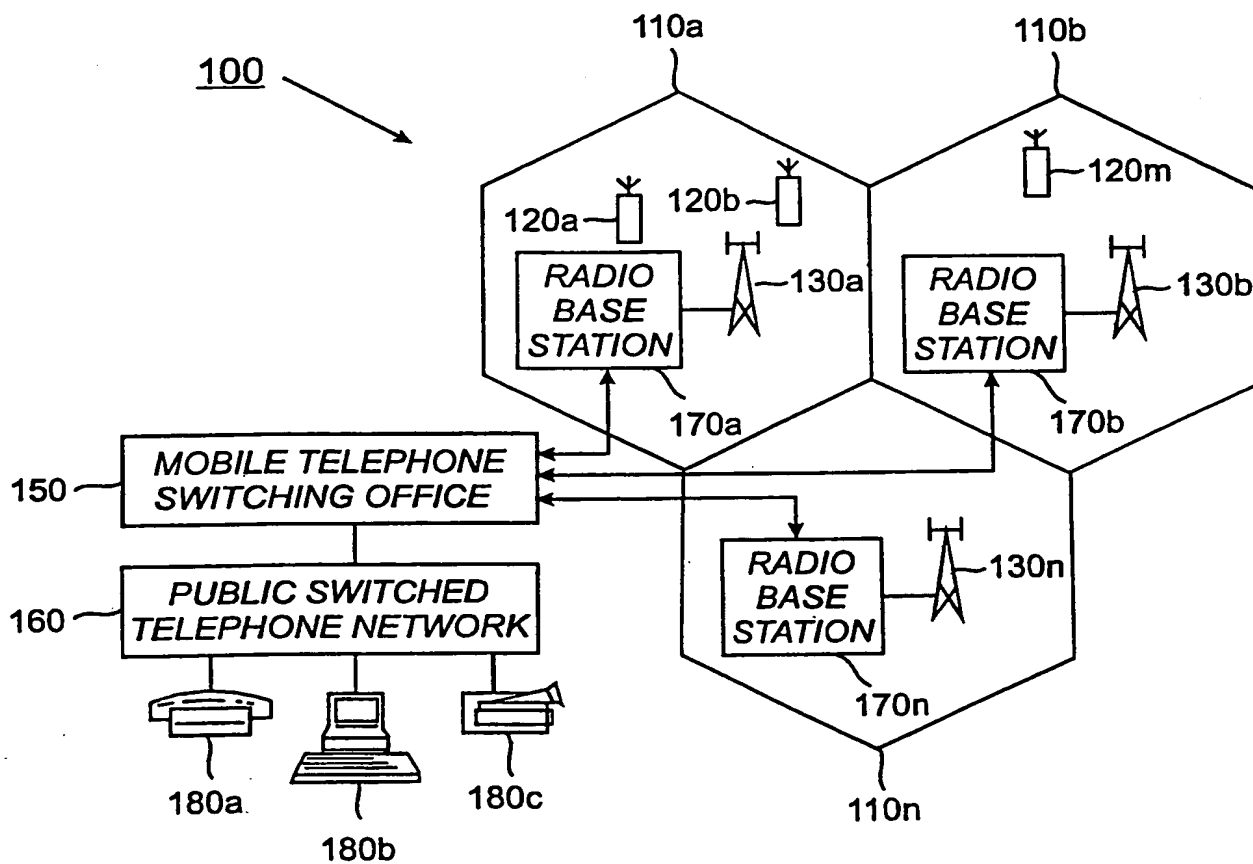 110a
110b
100
120a
120b
120m
RADIO
BASE
STATION
130a
RADIO
BASE
STATION
130b
170a
170b
150
MOBILE TELEPHONE
SWITCHING OFFICE
RADIO
BASE
STATION
130n
160
PUBLIC SWITCHED
TELEPHONE NETWORK
170n
180a
180b
180c
110n